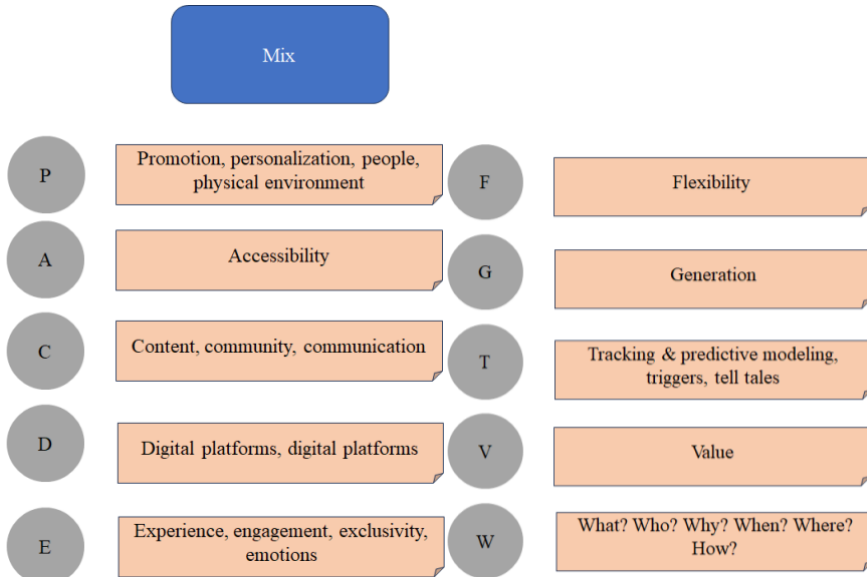 Mix
P
Promotion, personalization, people,
physical environment
A
Accessibility
C
Content, community, communication
D
Digital platforms, digital platforms
E
Experience, engagement, exclusivity,
emotions
F
Flexibility
G
Generation
T
Tracking & predictive modeling,
triggers, tell tales
V
Value
W
What? Who? Why? When? Where?
How?